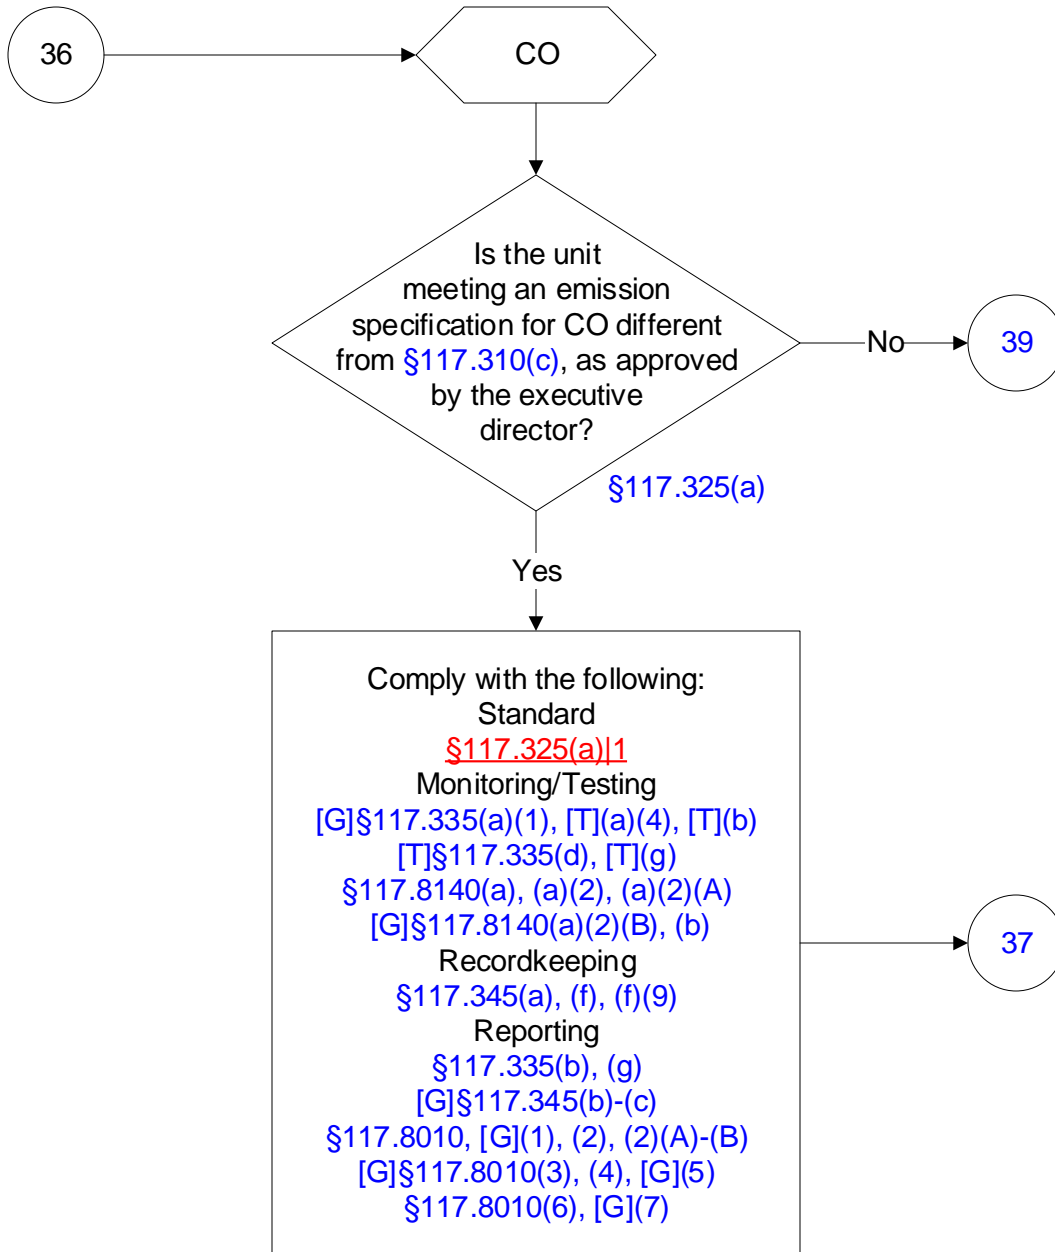 36
CO
Is the unit
meeting an emission
specification for CO different
from §117.310(c), as approved
by the executive
director?
No
39
§117.325(a)
Yes
Comply with the following:
Standard
§117.325(a)|1
Monitoring/Testing
[G]§117.335(a)(1), [T](a)(4), [T](b)
[T]§117.335(d), [T](g)
§117.8140(a), (a)(2), (a)(2)(A)
[G]§117.8140(a)(2)(B), (b)
Recordkeeping
§117.345(a), (f), (f)(9)
Reporting
§117.335(b), (g)
[G]§117.345(b)-(c)
§117.8010, [G](1), (2), (2)(A)-(B)
[G]§117.8010(3), (4), [G](5)
§117.8010(6), [G](7)
37